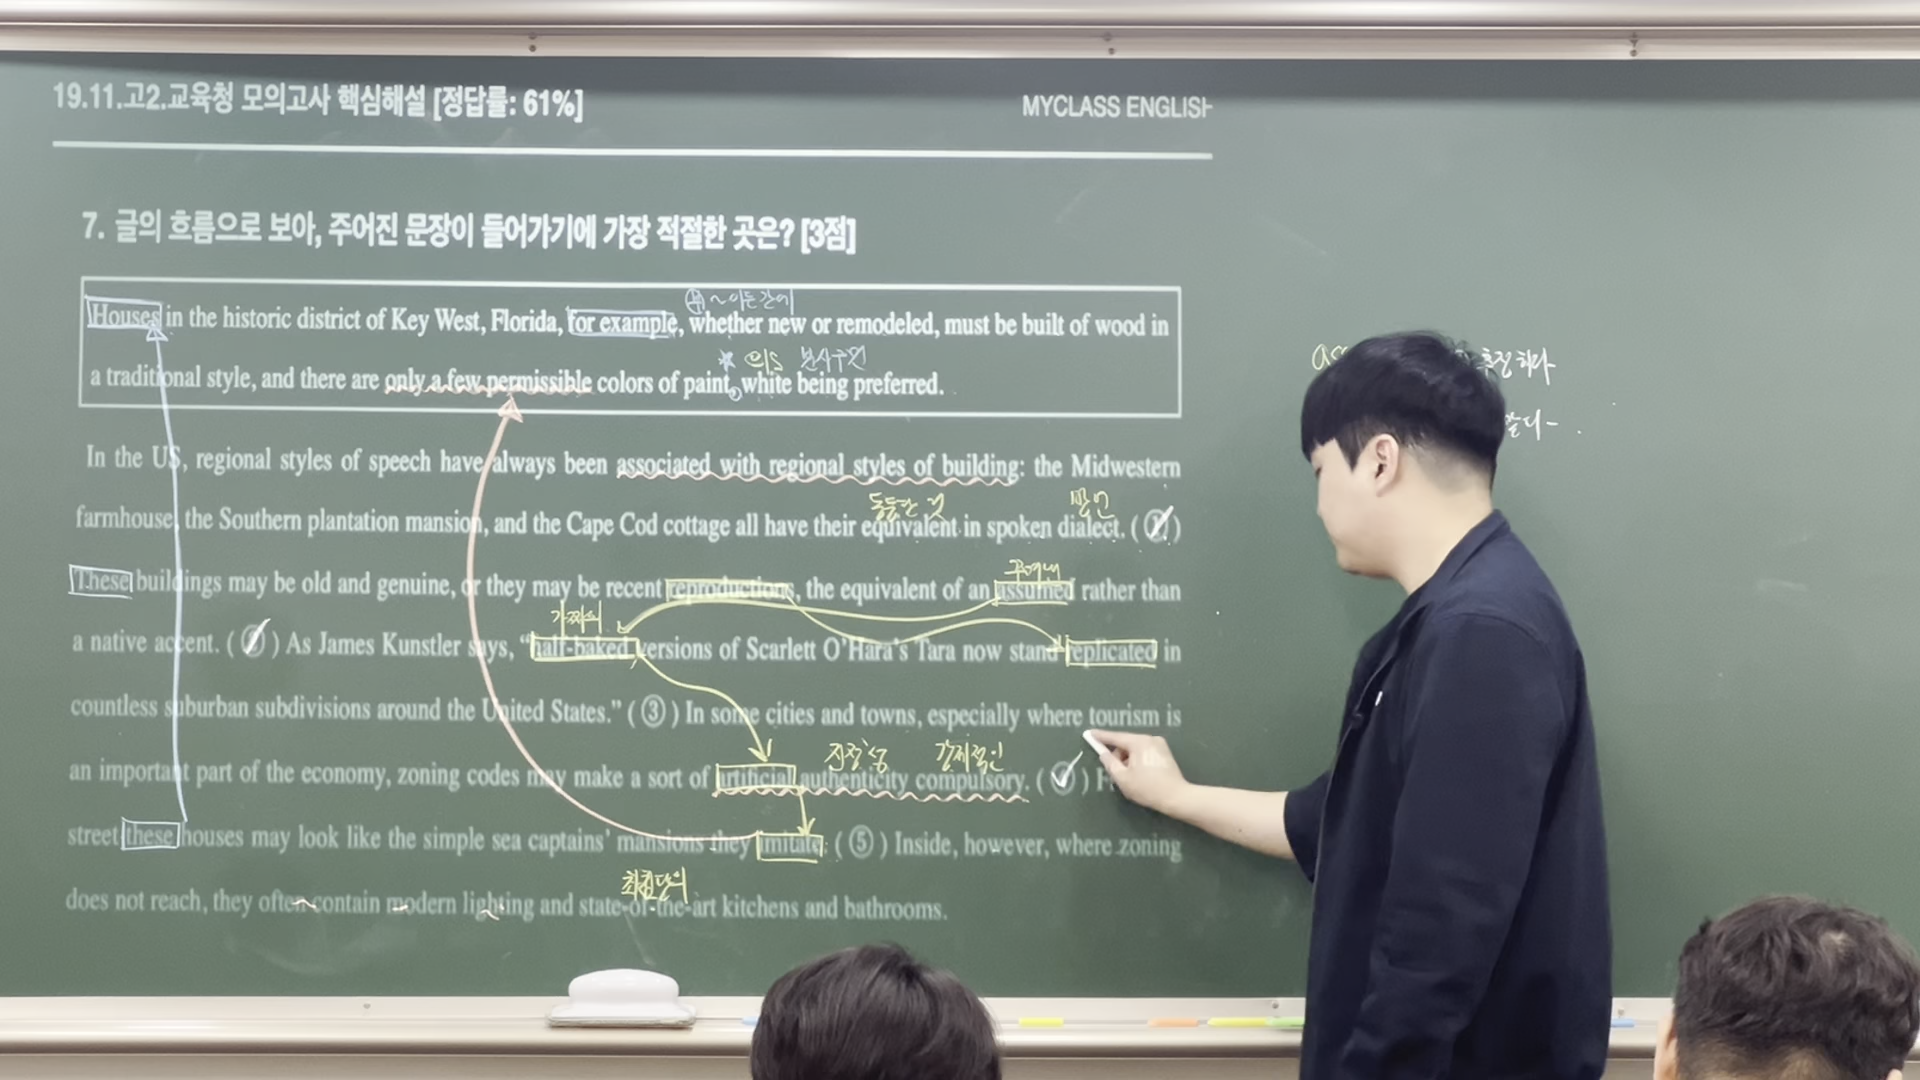 19.11.고2.교육청 모의고사 핵심해설 [정답률: 61%]
MYCLASS ENGLISH
7. 글의 흐름으로 보아, 주어진 문장이 들어가기에 가장 적절한 곳은? [3점]
~이든간에
Houses in the historic district of Key West, Florida, for example, whether new or remodeled, must be built of wood in
의S 분사구문
a traditional style, and there are only a few permissible colors of paint, white being preferred.
In the US, regional styles of speech have always been associated with regional styles of building: the Midwestern
동등한 것 방언
farmhouse, the Southern plantation mansion, and the Cape Cod cottage all have their equivalent in spoken dialect. ( ① )
꾸며낸
These buildings may be old and genuine, or they may be recent reproductions, the equivalent of an assumed rather than
가짜의
a native accent. ( ② ) As James Kunstler says, “half-baked versions of Scarlett O’Hara’s Tara now stand replicated in
countless suburban subdivisions around the United States.” ( ③ ) In some cities and towns, especially where tourism is
진정성 강제적인
an important part of the economy, zoning codes may make a sort of artificial authenticity compulsory. ( ④ )
street these houses may look like the simple sea captains’ mansions they imitate. ( ⑤ ) Inside, however, where zoning
최첨단의
does not reach, they often contain modern lighting and state-of-the-art kitchens and bathrooms.
추정하다